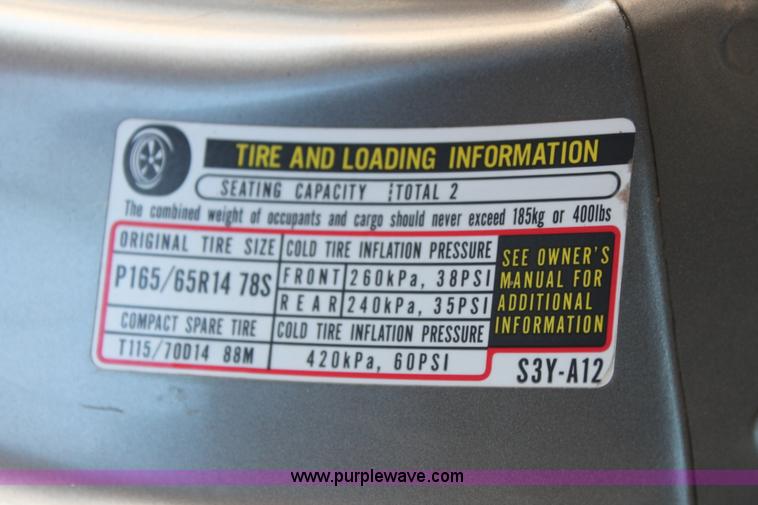 TIRE AND LOADING INFORMATION
SEATING CAPACITY TOTAL 2
The combined weight of occupants and cargo should never exceed 185kg or 400lbs
ORIGINAL TIRE SIZE
COLD TIRE INFLATION PRESSURE
P165/65R14 78S
FRONT 260kPa, 38PSI
REAR 240kPa, 35PSI
COMPACT SPARE TIRE
COLD TIRE INFLATION PRESSURE
T115/70D14 88M
420kPa, 60PSI
SEE OWNER'S
MANUAL FOR
ADDITIONAL
INFORMATION
S3Y-A12
www.purplewave.com